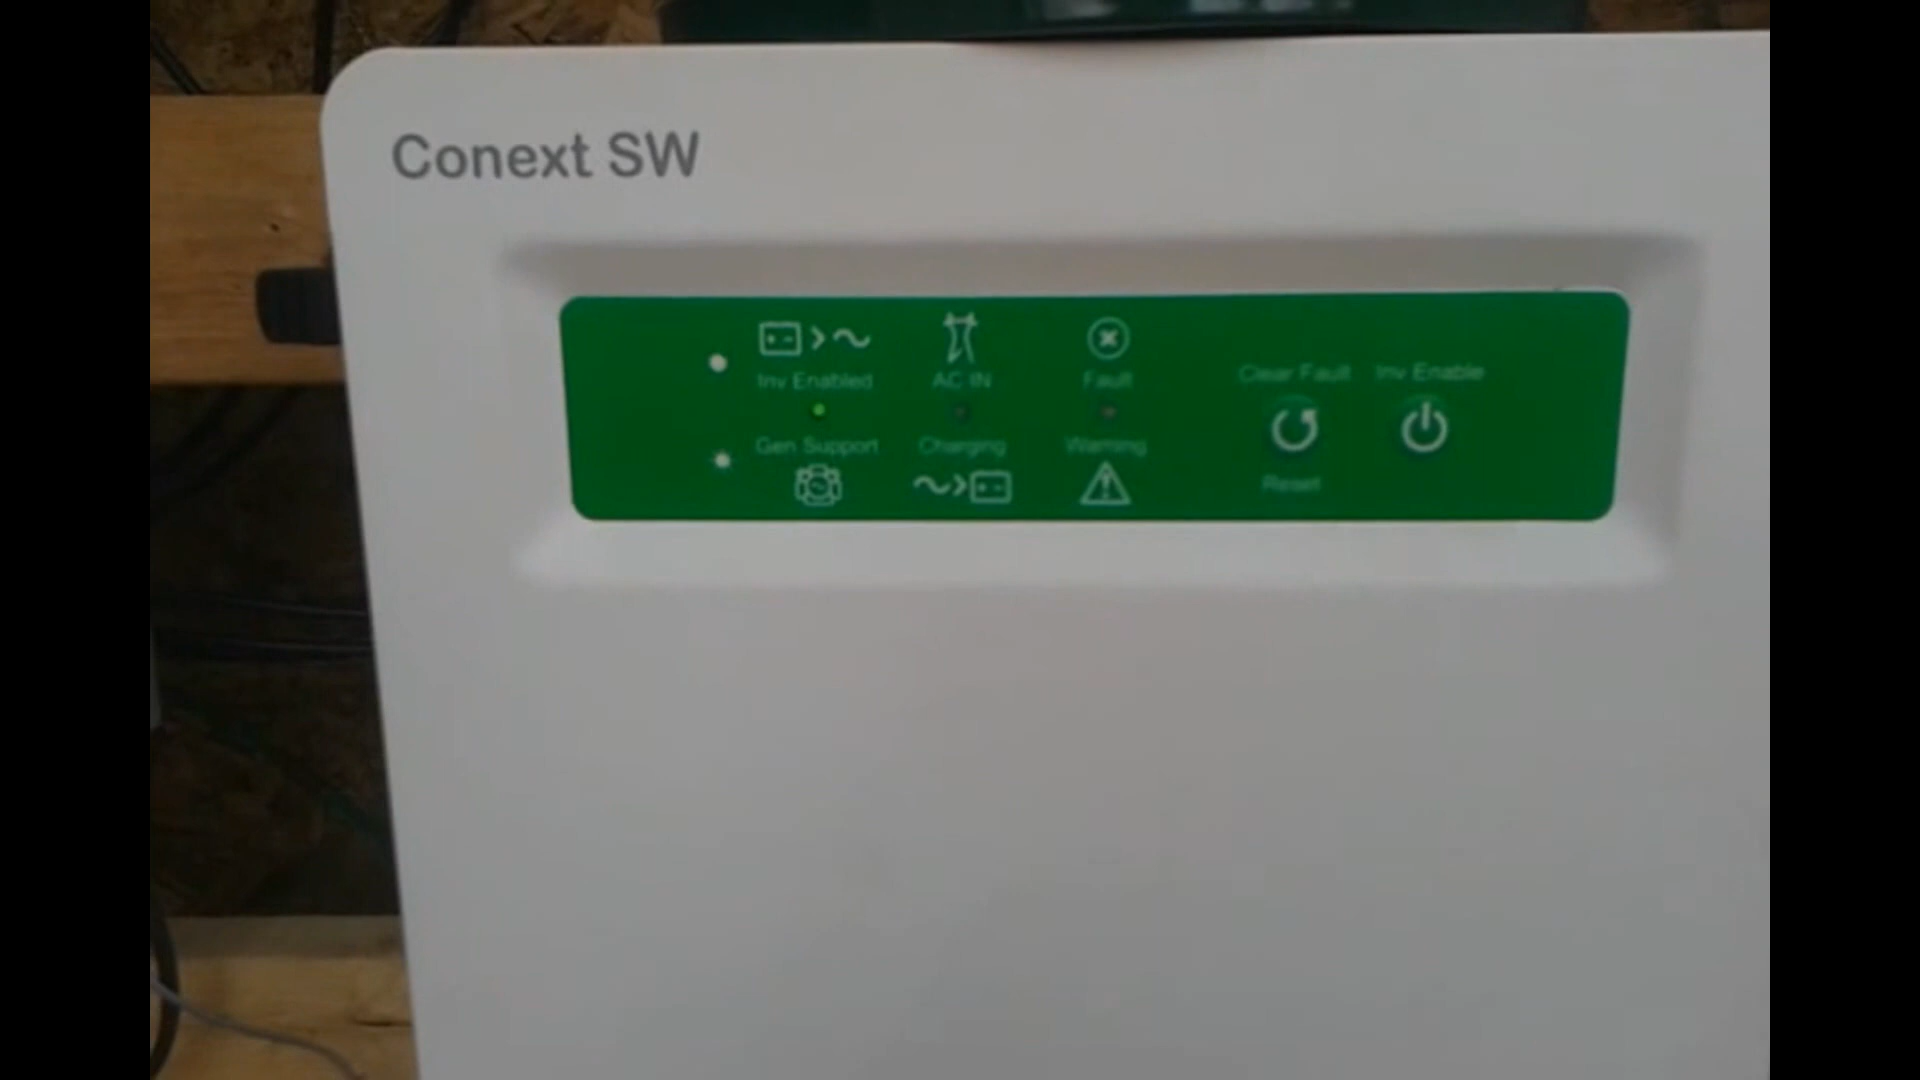 Conext SW
Inv Enabled AC IN Fault
Clear Fault Inv Enable
Gen Support Charging Warning
Reset